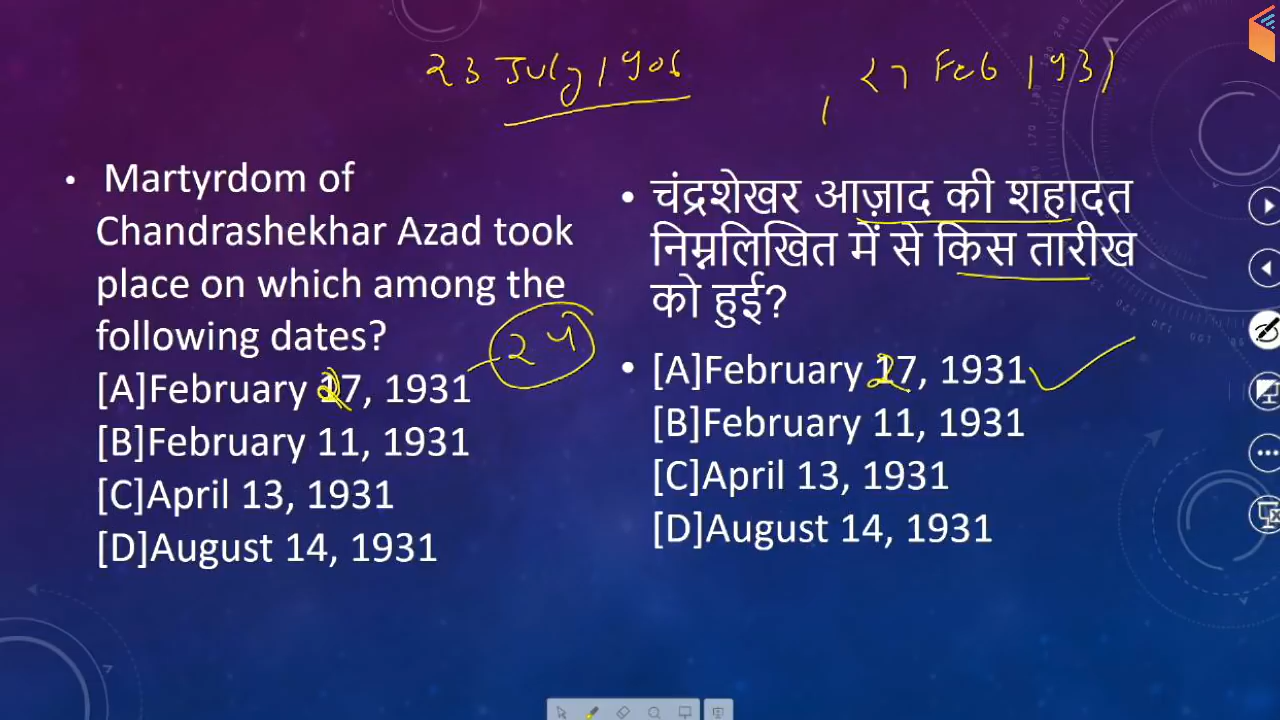 23 July 1906
27 Feb 1931
• Martyrdom of
Chandrashekhar Azad took
place on which among the
following dates?
24
[A]February 27, 1931
[B]February 11, 1931
[C]April 13, 1931
[D]August 14, 1931
• चंद्रशेखर आज़ाद की शहादत
निम्नलिखित में से किस तारीख
को हुई?
• [A]February 27, 1931
[B]February 11, 1931
[C]April 13, 1931
[D]August 14, 1931